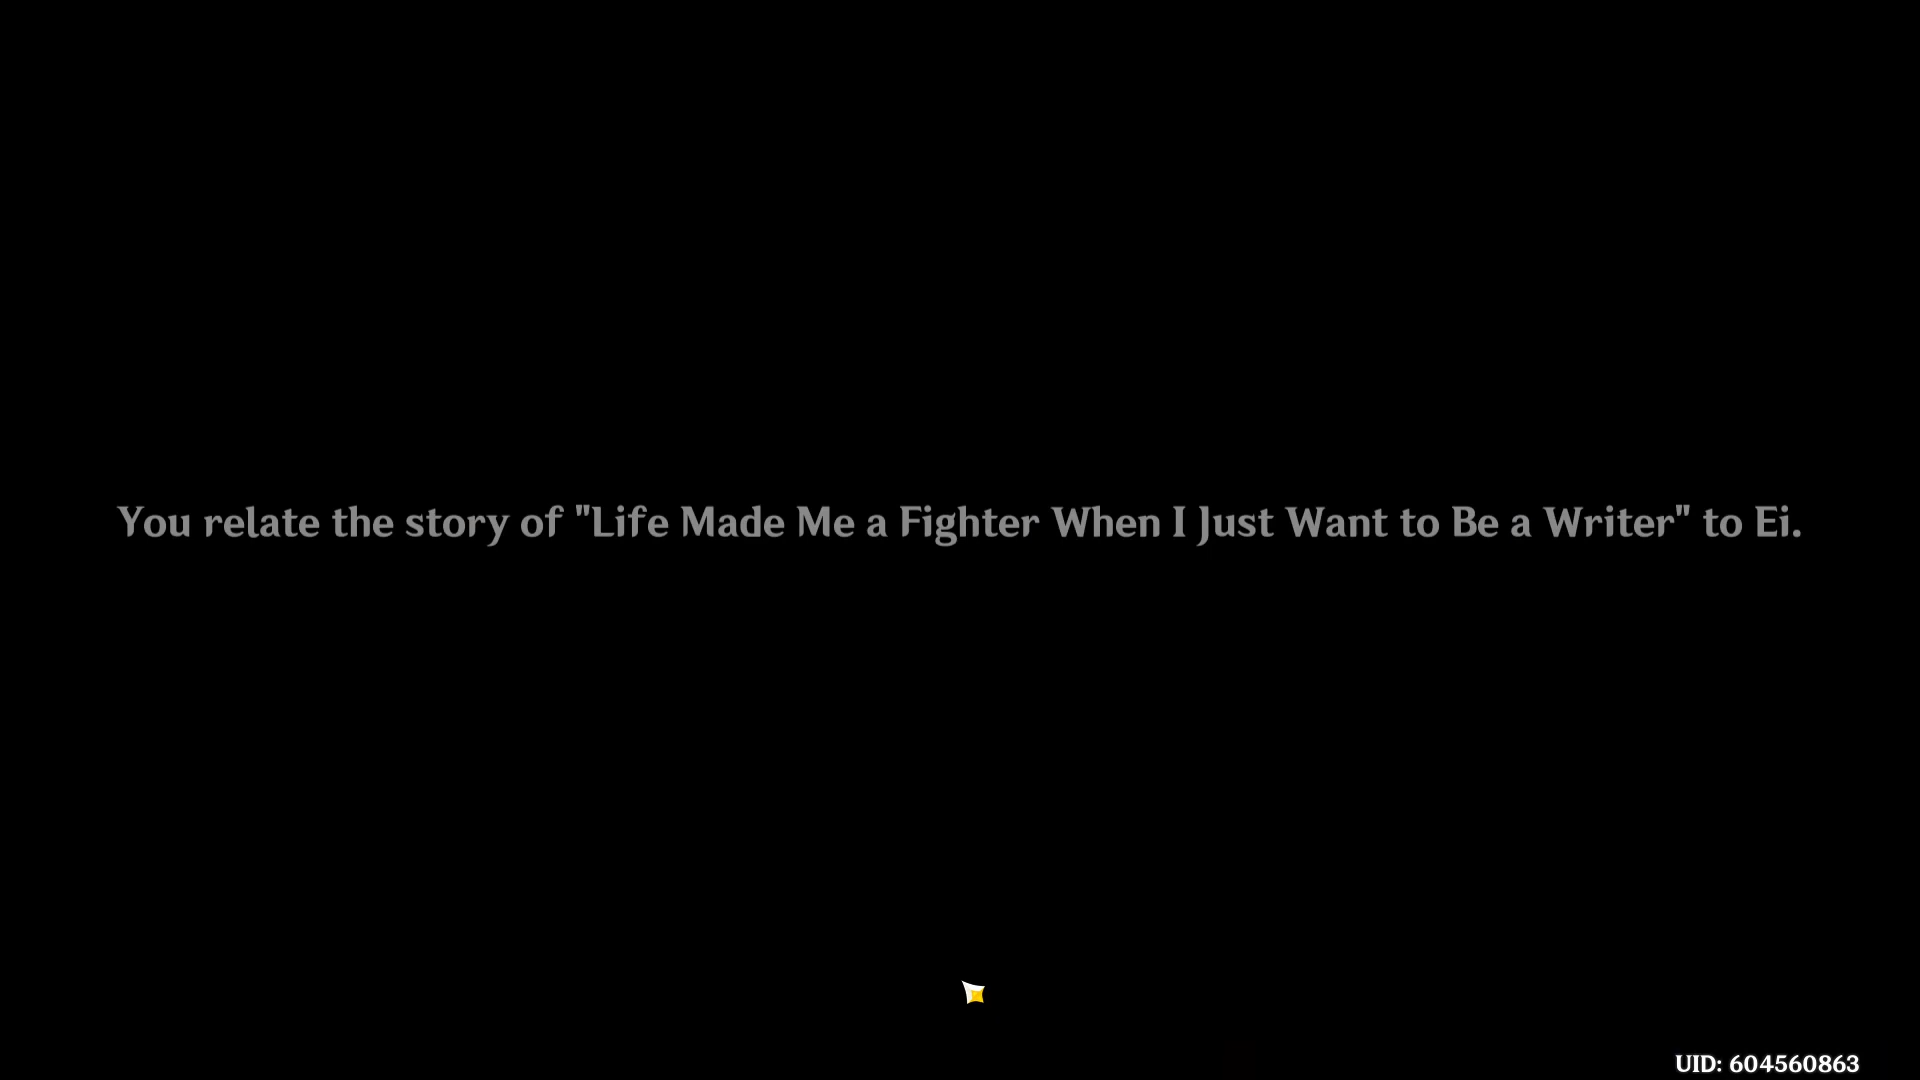 You relate the story of "Life Made Me a Fighter When I Just Want to Be a Writer" to Ei.
UID: 604560863